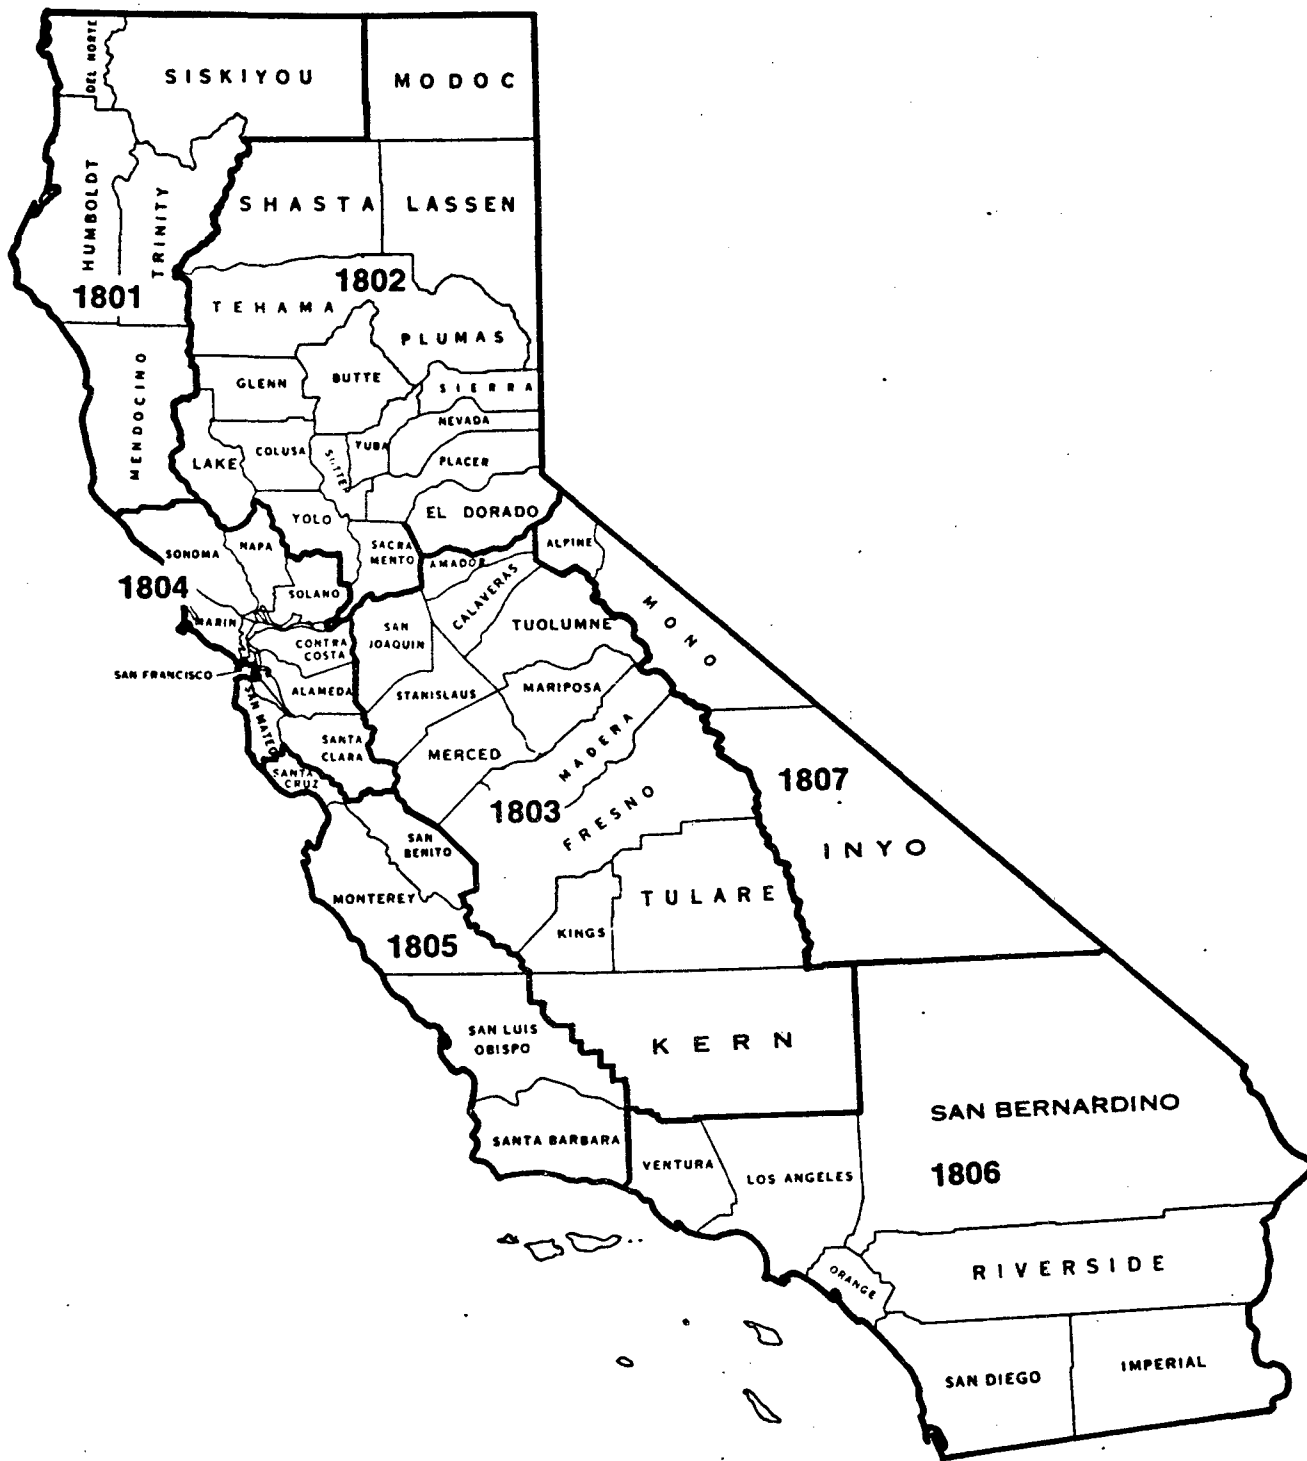 DEL NORTE
SISKIYOU
MODOC
HUMBOLDT
TRINITY
SHASTA
LASSEN
1801
1802
TEHAMA
PLUMAS
MENDOCINO
GLENN
BUTTE
SIERRA
NEVADA
LAKE
COLUSA
SUTTER
YUBA
PLACER
YOLO
EL DORADO
SONOMA
NAPA
SACRA
MENTO
AMADOR
ALPINE
1804
SOLANO
CALAVERAS
MONO
MARIN
CONTRA
COSTA
SAN
JOAQUIN
TUOLUMNE
SAN FRANCISCO
ALAMEDA
STANISLAUS
MARIPOSA
SAN MATEO
SANTA
CLARA
MERCED
MADERA
SANTA
CRUZ
1803
FRESNO
1807
INYO
SAN
BENITO
MONTEREY
TULARE
1805
KINGS
SAN LUIS
OBISPO
KERN
SAN BERNARDINO
SANTA BARBARA
VENTURA
LOS ANGELES
1806
ORANGE
RIVERSIDE
SAN DIEGO
IMPERIAL